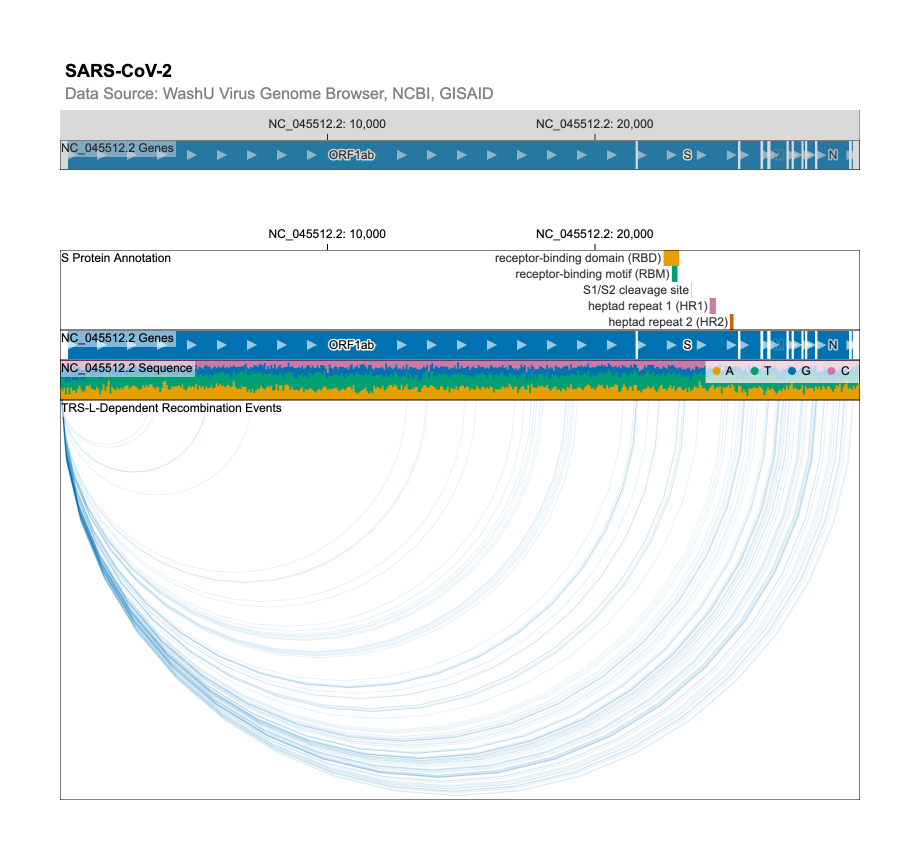 SARS-CoV-2
Data Source: WashU Virus Genome Browser, NCBI, GISAID
NC_045512.2: 10,000 NC_045512.2: 20,000
NC_045512.2 Genes
ORF1ab S N
NC_045512.2: 10,000 NC_045512.2: 20,000
S Protein Annotation
receptor-binding domain (RBD)
receptor-binding motif (RBM)
S1/S2 cleavage site
heptad repeat 1 (HR1)
heptad repeat 2 (HR2)
NC_045512.2 Genes
ORF1ab S N
NC_045512.2 Sequence
A T G C
TRS-L-Dependent Recombination Events